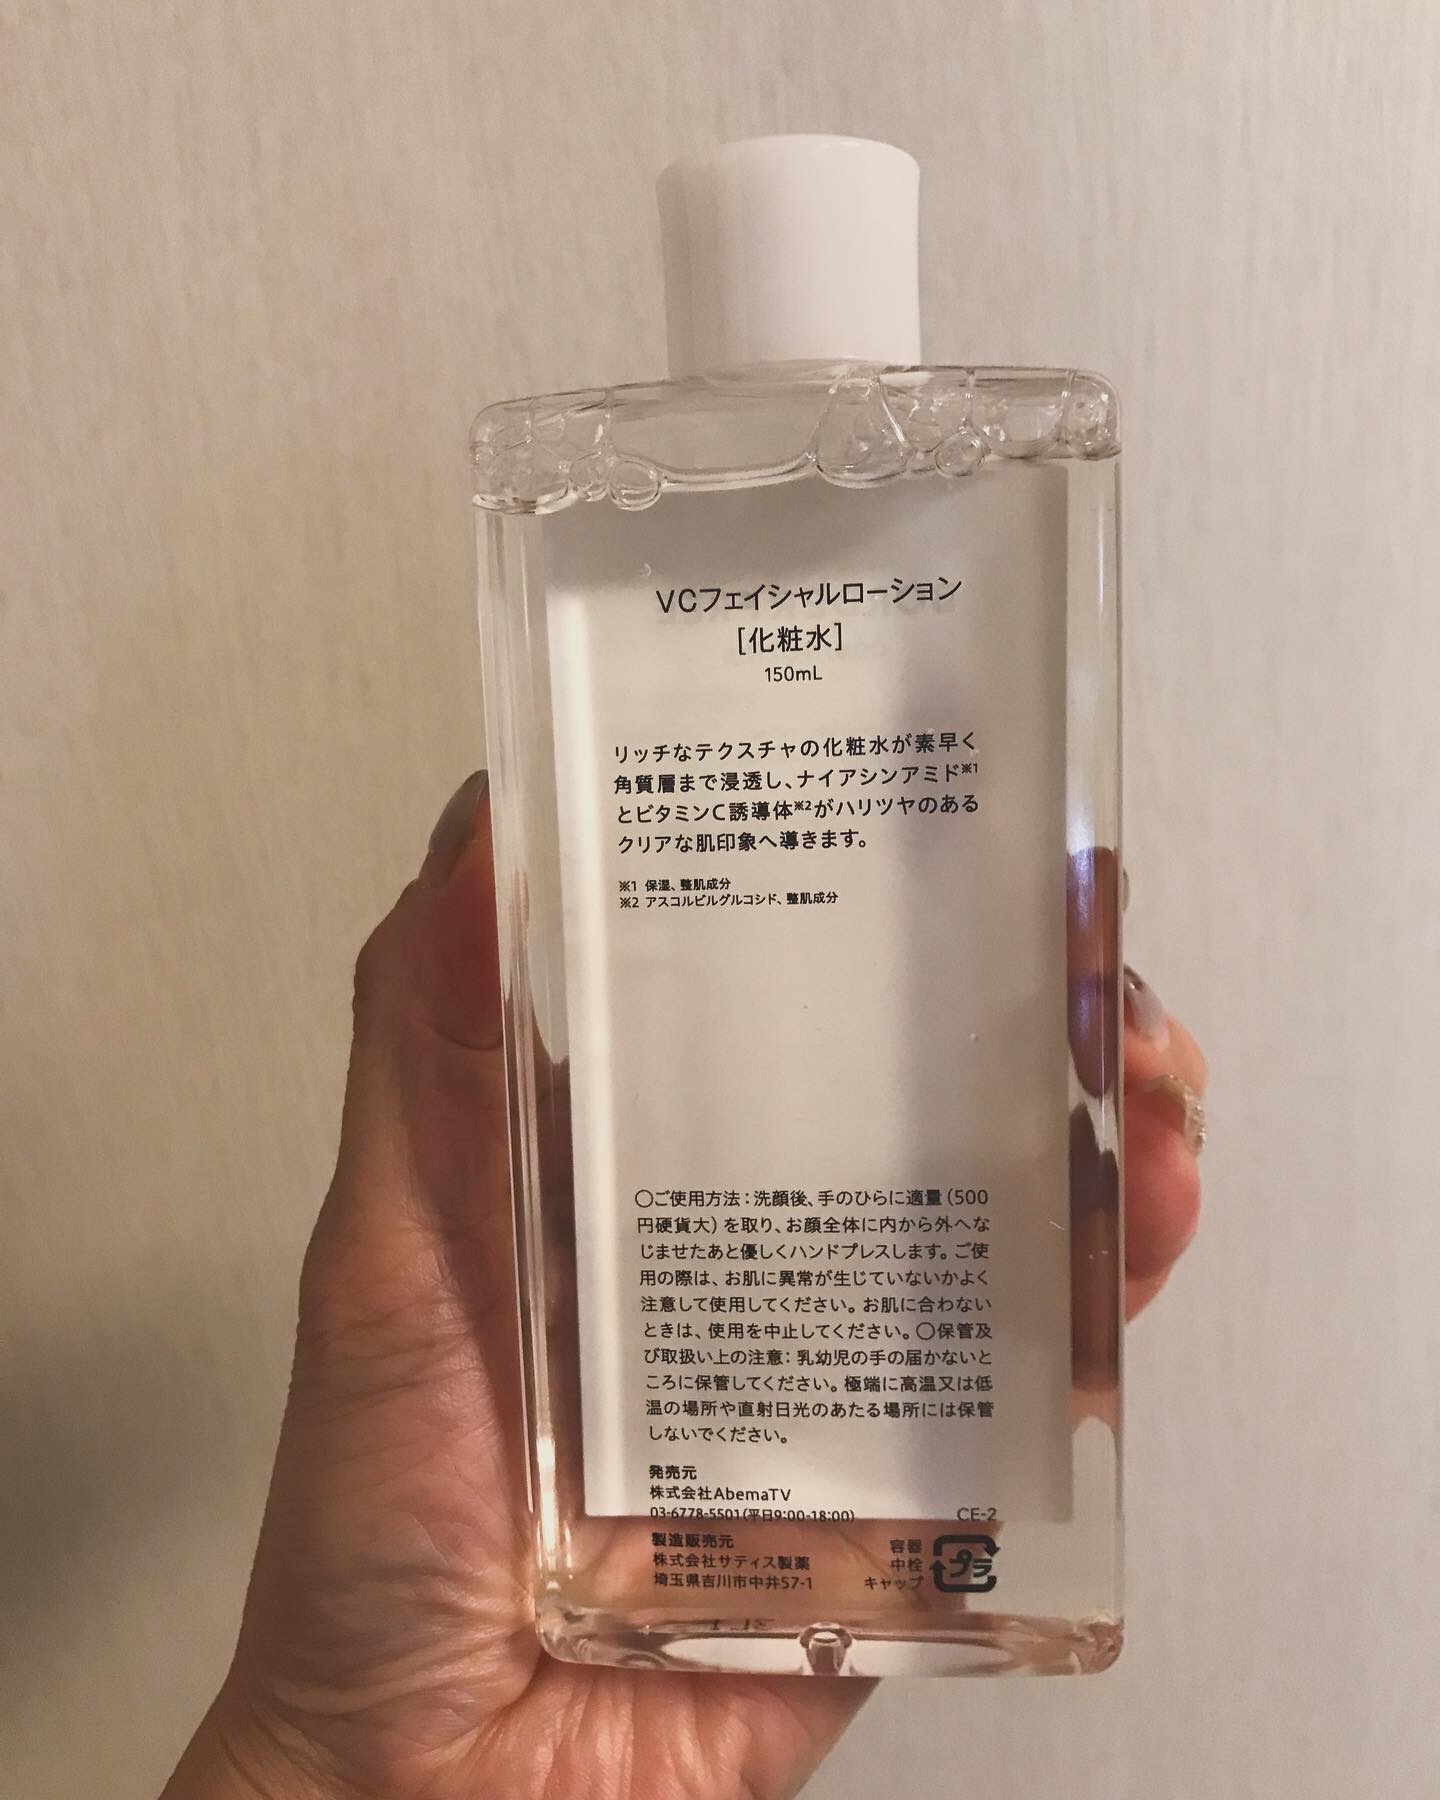 VCフェイシャルローション
[化粧水]
150mL
リッチなテクスチャの化粧水が素早く
角質層まで浸透し、ナイアシンアミド※1
とビタミンC誘導体※2がハリツヤのある
クリアな肌印象へ導きます。
※1 保湿、整肌成分
※2 アスコルビルグルコシド、整肌成分
○ご使用方法：洗顔後、手のひらに適量（500
円硬貨大）を取り、お顔全体に内から外へな
じませたあと優しくハンドプレスします。ご使
用の際は、お肌に異常が生じていないかよく
注意して使用してください。お肌に合わない
ときは、使用を中止してください。○保管及
び取扱い上の注意：乳幼児の手の届かないと
ころに保管してください。極端に高温又は低
温の場所や直射日光のあたる場所には保管
しないでください。
発売元
株式会社AbemaTV
03-6778-5501（平日9:00-18:00）
CE-2
製造販売元
株式会社サティス製薬
埼玉県吉川市中井57-1
容器
中栓
キャップ
プラ